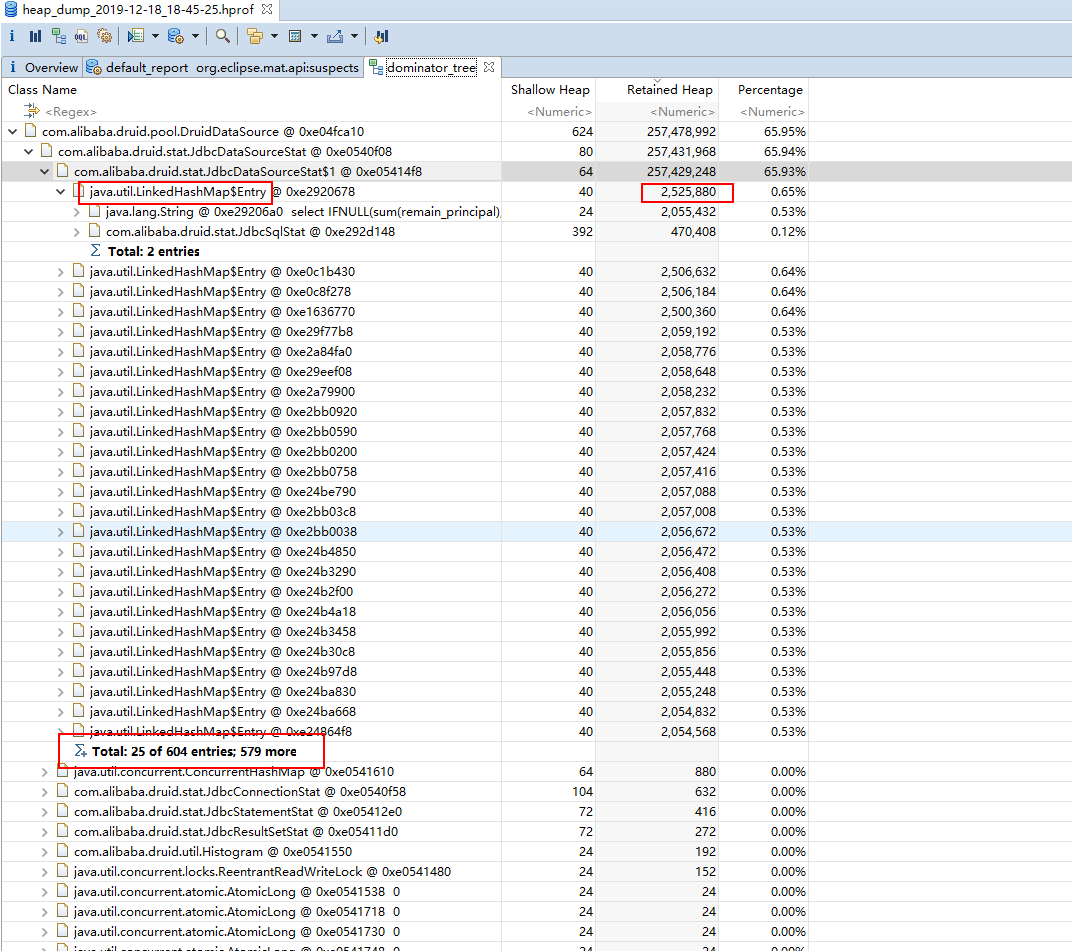 heap_dump_2019-12-18_18-45-25.hprof
i Overview default_report org.eclipse.mat.api:suspects dominator_tree
Class Name Shallow Heap Retained Heap Percentage
<Regex> <Numeric> <Numeric> <Numeric>
com.alibaba.druid.pool.DruidDataSource @ 0xe04fca10 624 257,478,992 65.95%
com.alibaba.druid.stat.JdbcDataSourceStat @ 0xe0540f08 80 257,431,968 65.94%
com.alibaba.druid.stat.JdbcDataSourceStat$1 @ 0xe05414f8 64 257,429,248 65.93%
java.util.LinkedHashMap$Entry @ 0xe2920678 40 2,525,880 0.65%
java.lang.String @ 0xe29206a0 select IFNULL(sum(remain_principal), 24 2,055,432 0.53%
com.alibaba.druid.stat.JdbcSqlStat @ 0xe292d148 392 470,408 0.12%
Total: 2 entries
java.util.LinkedHashMap$Entry @ 0xe0c1b430 40 2,506,632 0.64%
java.util.LinkedHashMap$Entry @ 0xe0c8f278 40 2,506,184 0.64%
java.util.LinkedHashMap$Entry @ 0xe1636770 40 2,500,360 0.64%
java.util.LinkedHashMap$Entry @ 0xe29f77b8 40 2,059,192 0.53%
java.util.LinkedHashMap$Entry @ 0xe2a84fa0 40 2,058,776 0.53%
java.util.LinkedHashMap$Entry @ 0xe29eef08 40 2,058,648 0.53%
java.util.LinkedHashMap$Entry @ 0xe2a79900 40 2,058,232 0.53%
java.util.LinkedHashMap$Entry @ 0xe2bb0920 40 2,057,832 0.53%
java.util.LinkedHashMap$Entry @ 0xe2bb0590 40 2,057,768 0.53%
java.util.LinkedHashMap$Entry @ 0xe2bb0200 40 2,057,424 0.53%
java.util.LinkedHashMap$Entry @ 0xe2bb0758 40 2,057,416 0.53%
java.util.LinkedHashMap$Entry @ 0xe24be790 40 2,057,088 0.53%
java.util.LinkedHashMap$Entry @ 0xe2bb03c8 40 2,057,008 0.53%
java.util.LinkedHashMap$Entry @ 0xe2bb0038 40 2,056,672 0.53%
java.util.LinkedHashMap$Entry @ 0xe24b4850 40 2,056,472 0.53%
java.util.LinkedHashMap$Entry @ 0xe24b3290 40 2,056,408 0.53%
java.util.LinkedHashMap$Entry @ 0xe24b2f00 40 2,056,272 0.53%
java.util.LinkedHashMap$Entry @ 0xe24b4a18 40 2,056,056 0.53%
java.util.LinkedHashMap$Entry @ 0xe24b3458 40 2,055,992 0.53%
java.util.LinkedHashMap$Entry @ 0xe24b30c8 40 2,055,856 0.53%
java.util.LinkedHashMap$Entry @ 0xe24b97d8 40 2,055,448 0.53%
java.util.LinkedHashMap$Entry @ 0xe24ba830 40 2,055,248 0.53%
java.util.LinkedHashMap$Entry @ 0xe24ba668 40 2,054,832 0.53%
java.util.LinkedHashMap$Entry @ 0xe24864f8 40 2,054,568 0.53%
Total: 25 of 604 entries; 579 more
java.util.concurrent.ConcurrentHashMap @ 0xe0541610 64 880 0.00%
com.alibaba.druid.stat.JdbcConnectionStat @ 0xe0540f58 104 632 0.00%
com.alibaba.druid.stat.JdbcStatementStat @ 0xe05412e0 72 416 0.00%
com.alibaba.druid.stat.JdbcResultSetStat @ 0xe05411d0 72 272 0.00%
com.alibaba.druid.util.Histogram @ 0xe0541550 24 192 0.00%
java.util.concurrent.locks.ReentrantReadWriteLock @ 0xe0541480 24 152 0.00%
java.util.concurrent.atomic.AtomicLong @ 0xe0541538 0 24 24 0.00%
java.util.concurrent.atomic.AtomicLong @ 0xe0541718 0 24 24 0.00%
java.util.concurrent.atomic.AtomicLong @ 0xe0541730 0 24 24 0.00%
java.util.concurrent.atomic.AtomicLong @ 0xe0541748 0 24 24 0.00%